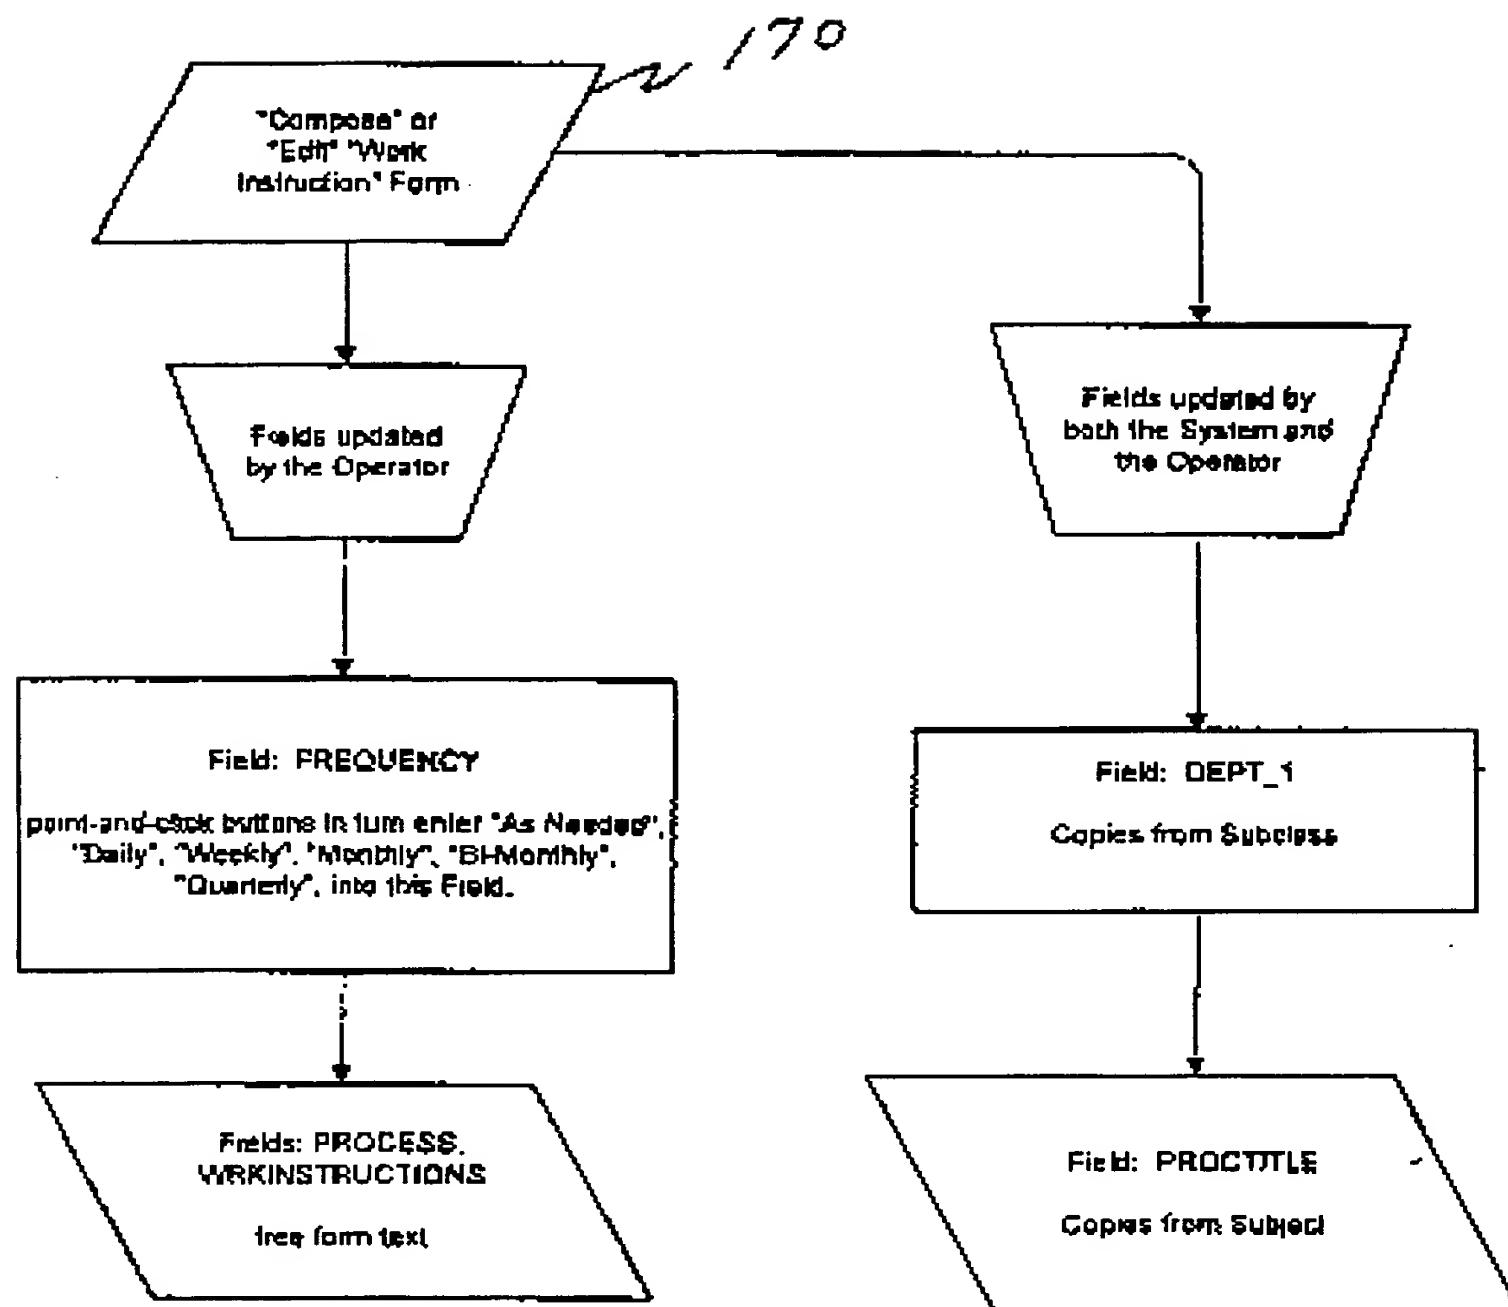 170
"Compose" or
"Edit" "Work
Instruction" Form
Fields updated
by the Operator
Fields updated by
both the System and
the Operator
Field: FREQUENCY
point-and-click buttons in turn enter "As Needed",
"Daily", "Weekly", "Monthly", "Bi-Monthly",
"Quarterly", into this Field.
Field: DEPT_1
Copies from Subclass
Fields: PROCESS,
WRKINSTRUCTIONS
free form text
Field: PROCTITLE
Copies from Subject